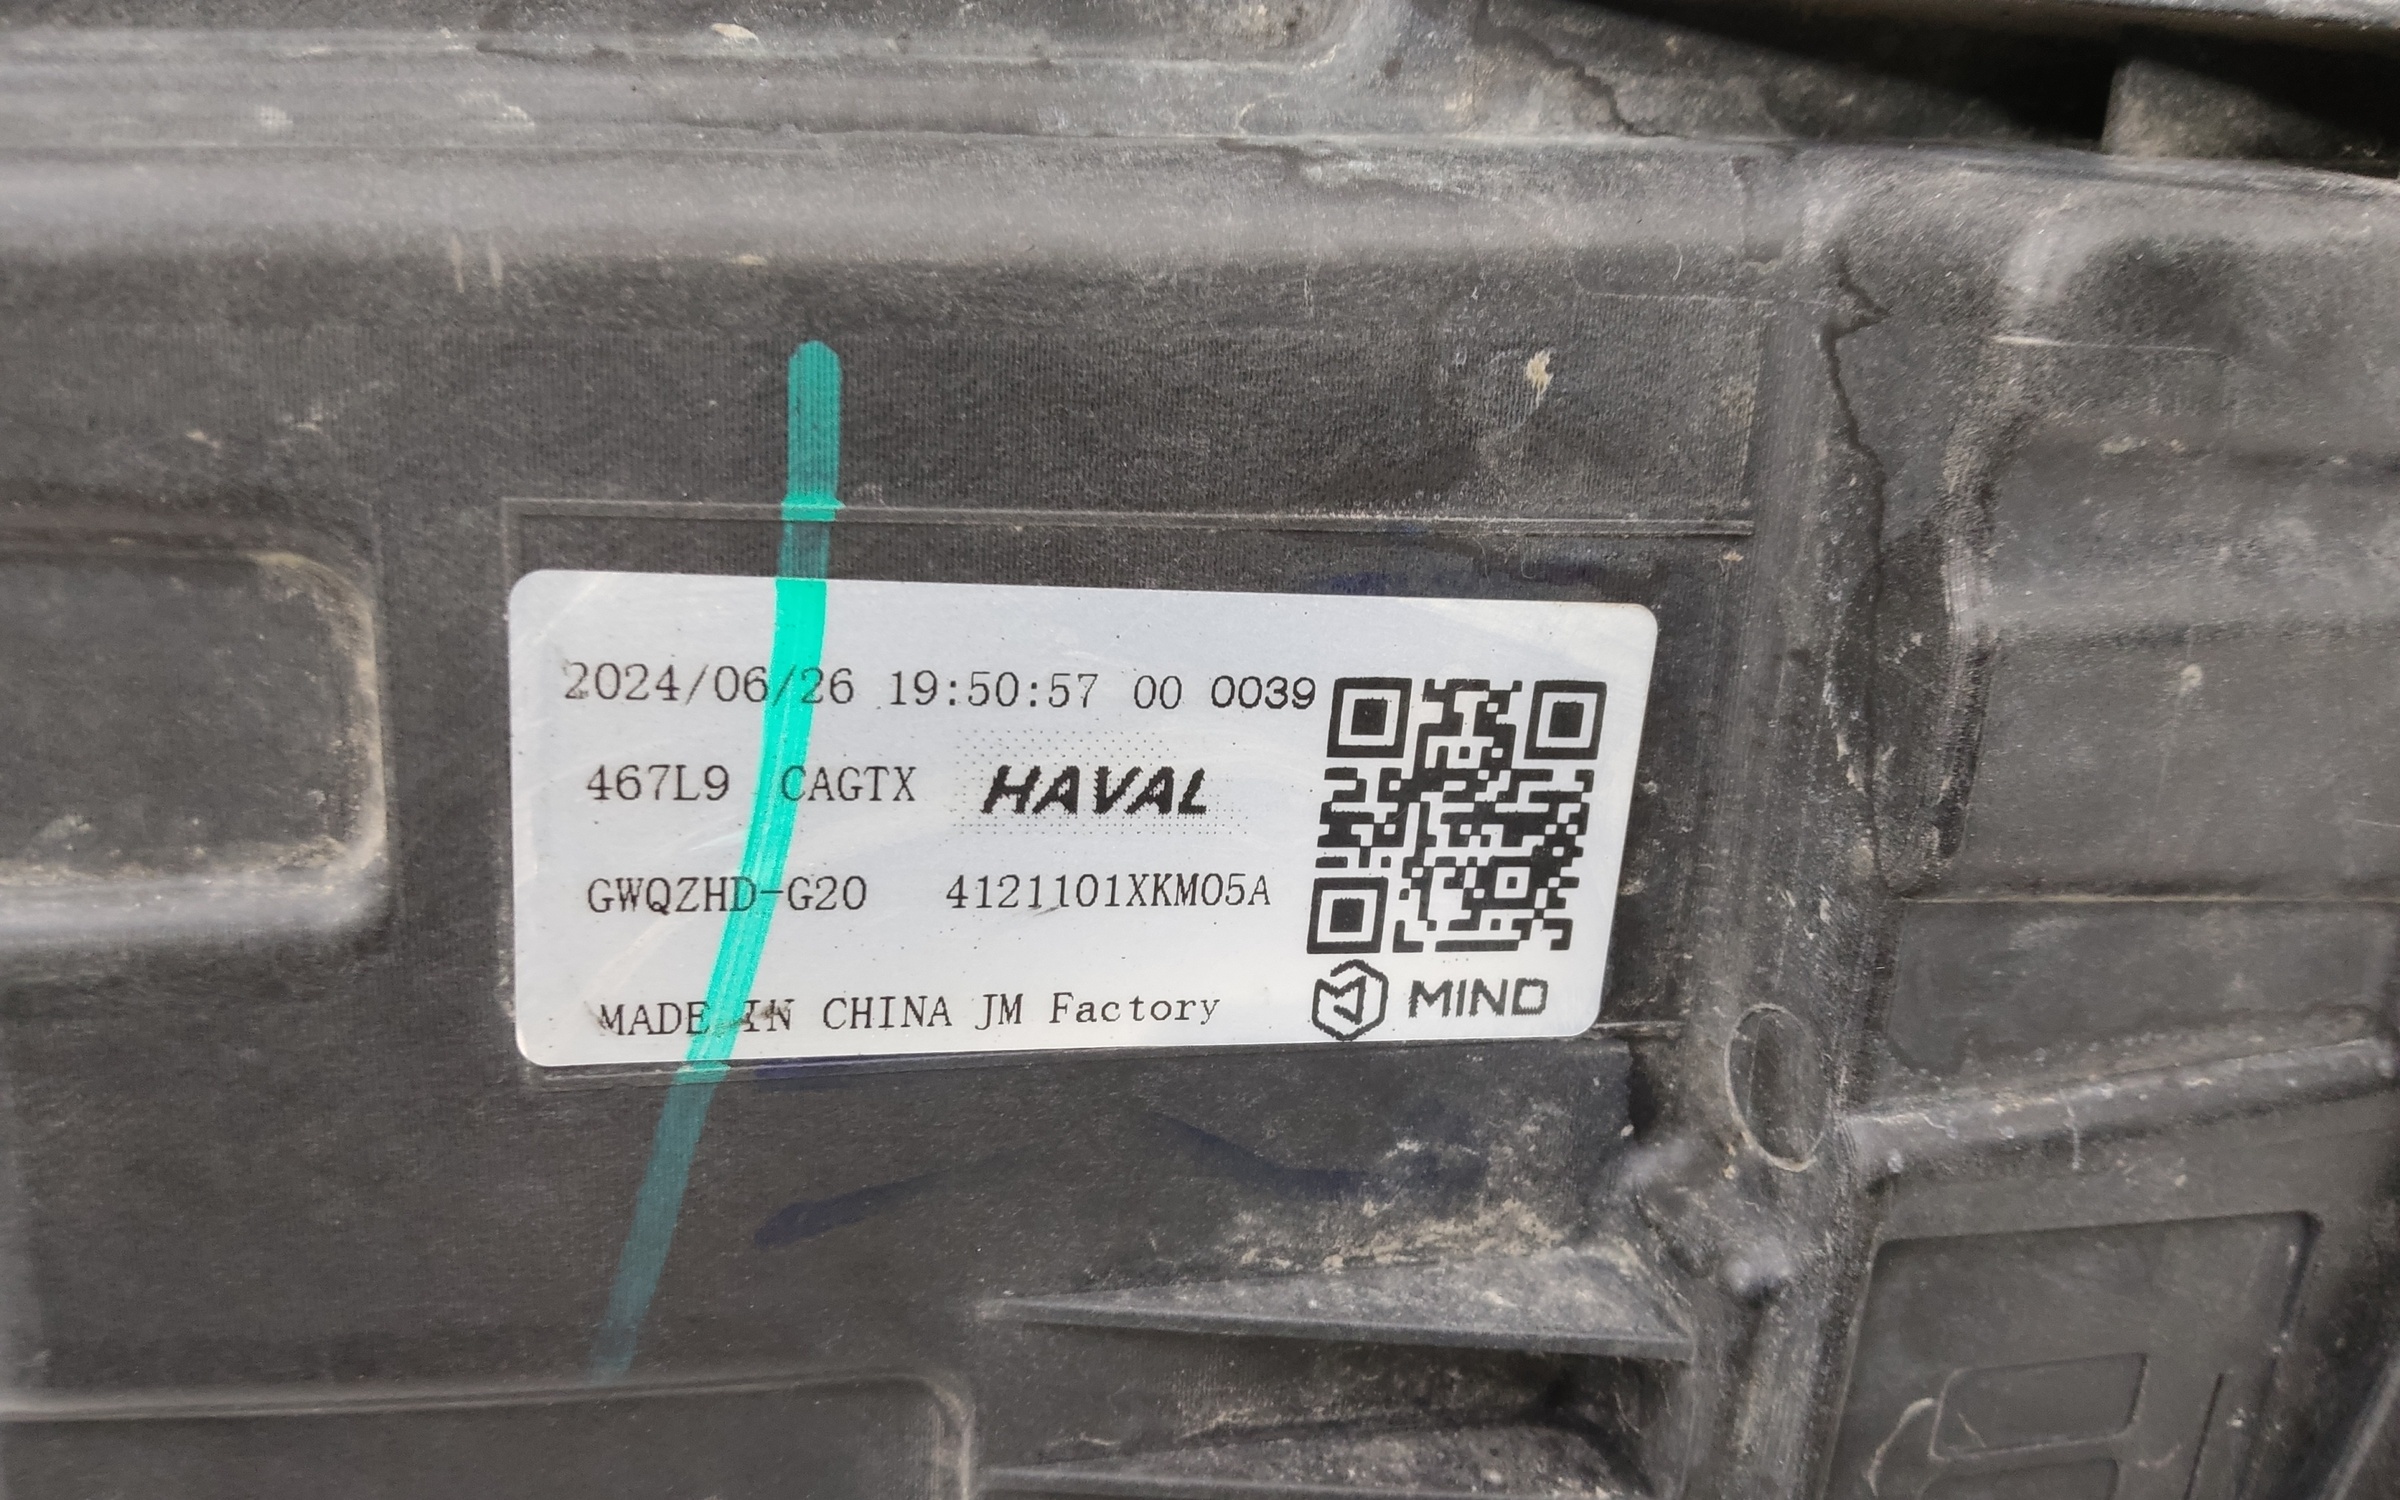 2024/06/26 19:50:57 00 0039
467L9 CAGTX HAVAL
GWQZHD-G20 4121101XKM05A
MADE IN CHINA JM Factory MIND